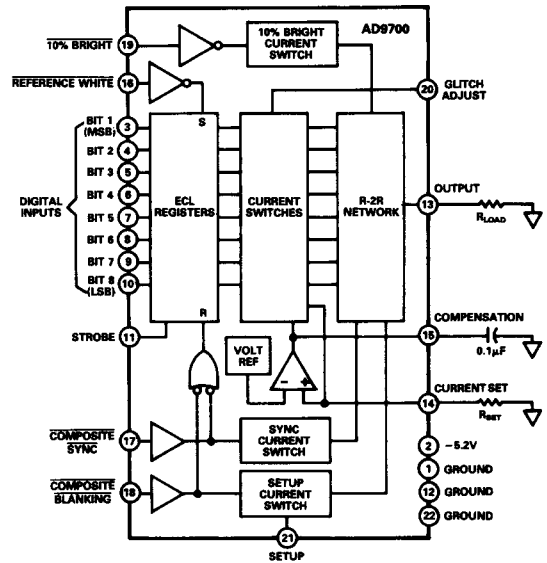 AD9700
10% BRIGHT
19
10% BRIGHT
CURRENT
SWITCH
REFERENCE WHITE
16
20
GLITCH
ADJUST
S
BIT 1
(MSB)
3
BIT 2
4
BIT 3
5
BIT 4
6
BIT 5
7
BIT 6
8
BIT 7
9
BIT 8
(LSB)
10
DIGITAL
INPUTS
ECL
REGISTERS
CURRENT
SWITCHES
R-2R
NETWORK
OUTPUT
13
RLOAD
R
STROBE
11
VOLT
REF
- +
COMPENSATION
15
0.1μF
CURRENT SET
14
RSET
COMPOSITE
SYNC
17
SYNC
CURRENT
SWITCH
2
-5.2V
1
GROUND
COMPOSITE
BLANKING
18
SETUP
CURRENT
SWITCH
12
GROUND
22
GROUND
21
SETUP